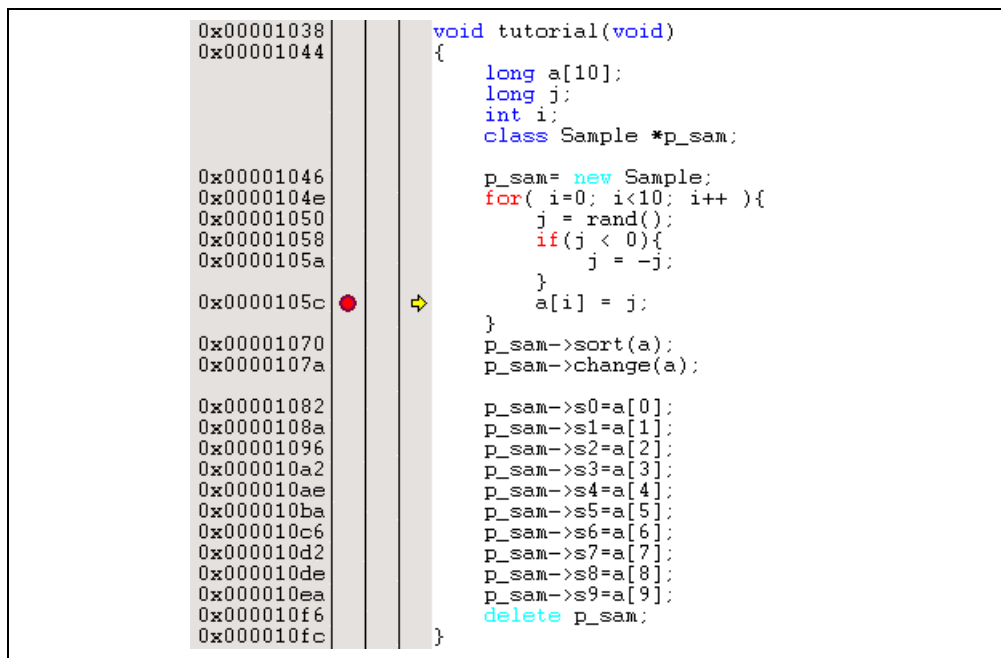 0x00001038 void tutorial(void)
0x00001044 {
long a[10];
long j;
int i;
class Sample *p_sam;
0x00001046 p_sam= new Sample;
0x0000104e for( i=0; i<10; i++ ){
0x00001050 j = rand();
0x00001058 if(j < 0){
0x0000105a j = -j;
}
0x0000105c a[i] = j;
}
0x00001070 p_sam->sort(a);
0x0000107a p_sam->change(a);
0x00001082 p_sam->s0=a[0];
0x0000108a p_sam->s1=a[1];
0x00001096 p_sam->s2=a[2];
0x000010a2 p_sam->s3=a[3];
0x000010ae p_sam->s4=a[4];
0x000010ba p_sam->s5=a[5];
0x000010c6 p_sam->s6=a[6];
0x000010d2 p_sam->s7=a[7];
0x000010de p_sam->s8=a[8];
0x000010ea p_sam->s9=a[9];
0x000010f6 delete p_sam;
0x000010fc }